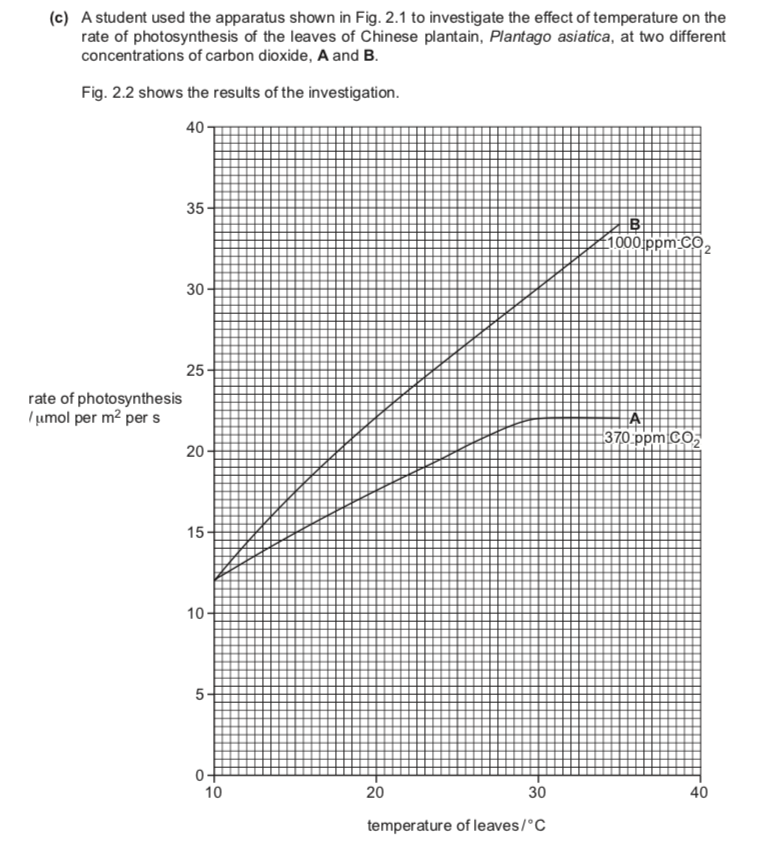 (c) A student used the apparatus shown in Fig. 2.1 to investigate the effect of temperature on the
rate of photosynthesis of the leaves of Chinese plantain, Plantago asiatica, at two different
concentrations of carbon dioxide, A and B.
Fig. 2.2 shows the results of the investigation.
40
35
B
1000 ppm CO₂
30
25
rate of photosynthesis
/ μmol per m² per s
A
370 ppm CO₂
20
15
10
5
0
10 20 30 40
temperature of leaves/°C